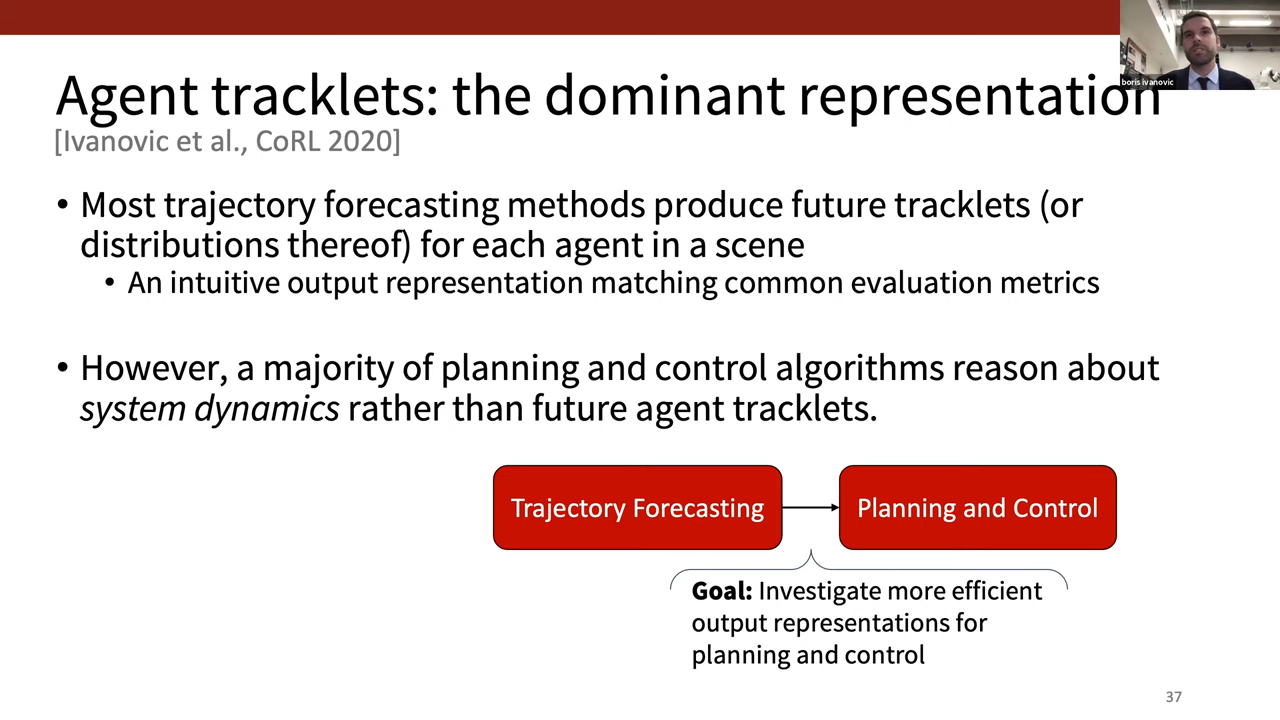 boris ivanovic
Agent tracklets: the dominant representation
[Ivanovic et al., CoRL 2020]
• Most trajectory forecasting methods produce future tracklets (or
distributions thereof) for each agent in a scene
• An intuitive output representation matching common evaluation metrics
• However, a majority of planning and control algorithms reason about
system dynamics rather than future agent tracklets.
Trajectory Forecasting
Planning and Control
Goal: Investigate more efficient
output representations for
planning and control
37